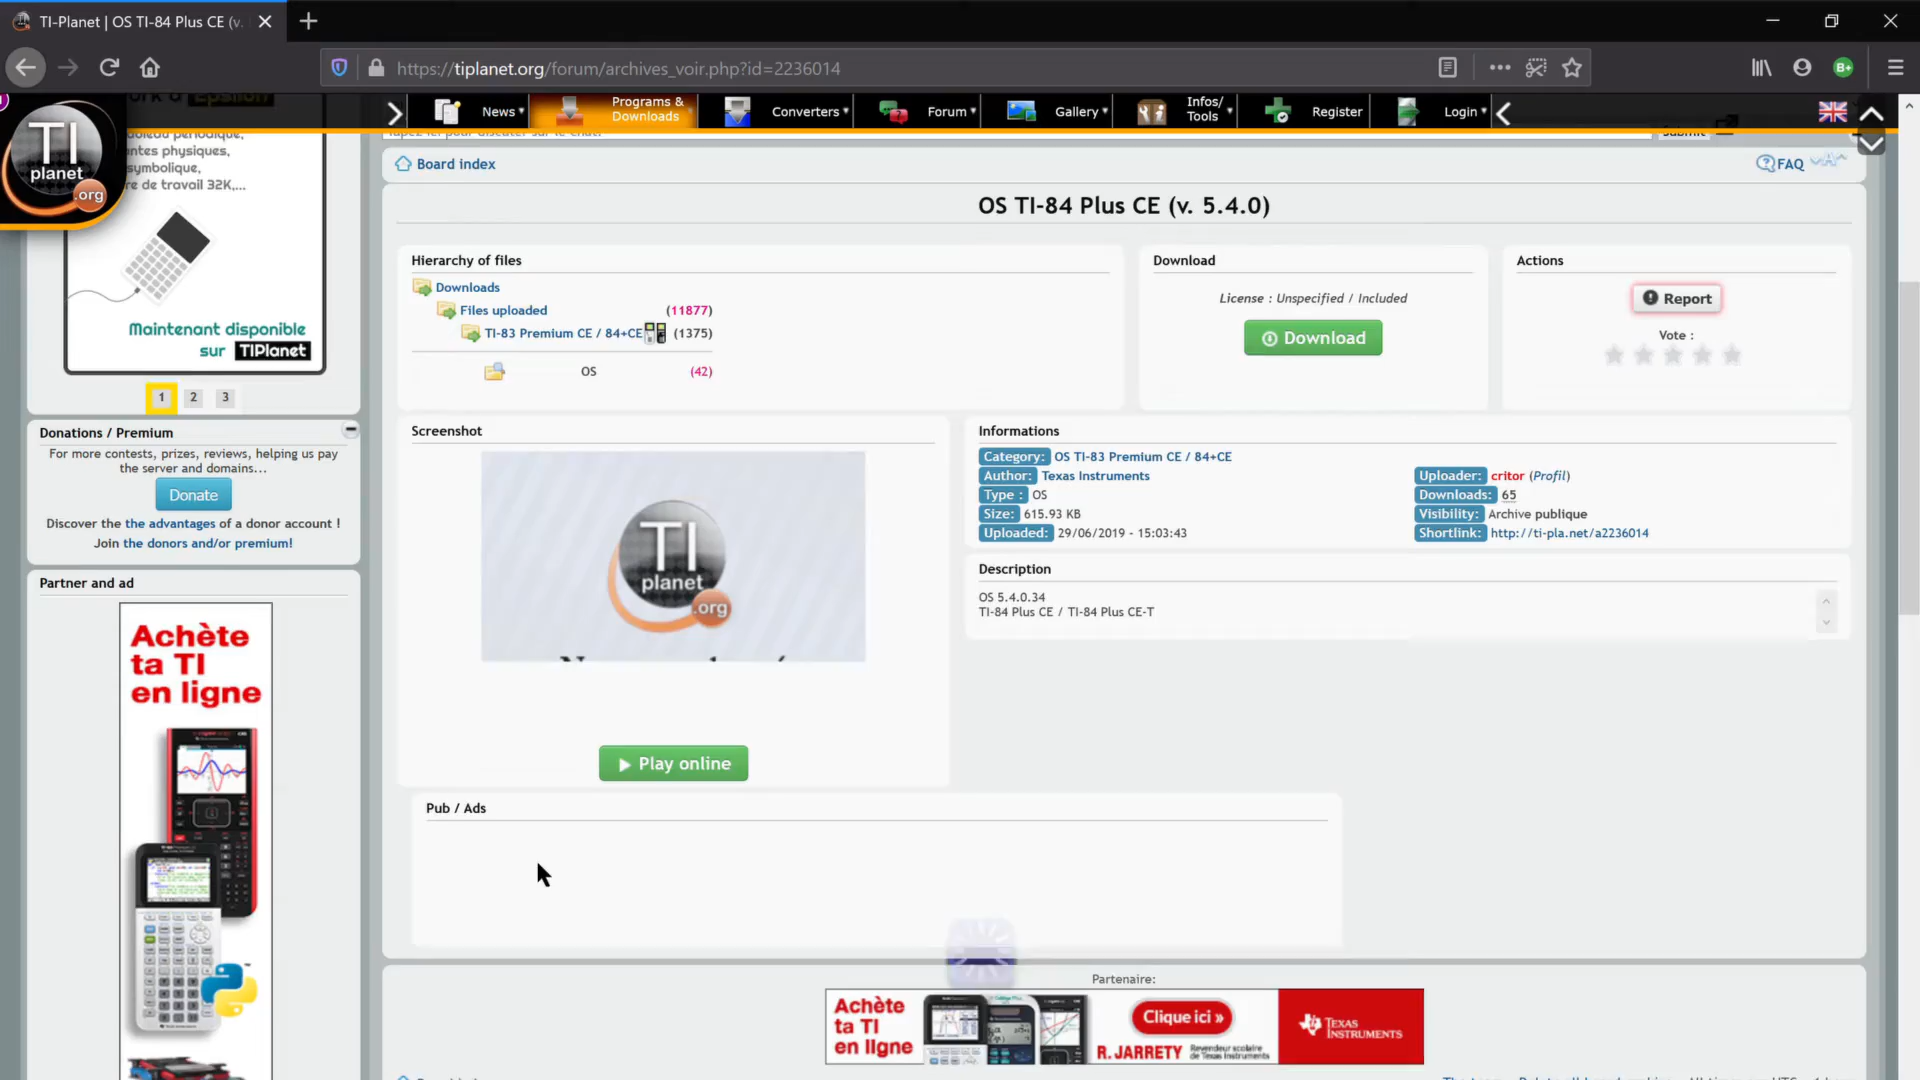 TI-Planet | OS TI-84 Plus CE (v.
https://tiplanet.org/forum/archives_voir.php?id=2236014
News
Programs & Downloads
Converters
Forum
Gallery
Infos/ Tools
Register
Login
TI
planet
.org
Epsilon
antes physiques,
symbolique,
re de travail 32K,...
Maintenant disponible
sur TIPlanet
1 2 3
Donations / Premium
For more contests, prizes, reviews, helping us pay
the server and domains...
Donate
Discover the the advantages of a donor account !
Join the donors and/or premium!
Partner and ad
Achète
ta TI
en ligne
Board index
FAQ
OS TI-84 Plus CE (v. 5.4.0)
Hierarchy of files
Downloads
Files uploaded (11877)
TI-83 Premium CE / 84+CE (1375)
OS (42)
Download
License : Unspecified / Included
Download
Actions
Report
Vote :
Screenshot
TI
planet
.org
Play online
Informations
Category: OS TI-83 Premium CE / 84+CE
Author: Texas Instruments
Type : OS
Size: 615.93 KB
Uploaded: 29/06/2019 - 15:03:43
Uploader: critor (Profil)
Downloads: 65
Visibility: Archive publique
Shortlink: http://ti-pla.net/a2236014
Description
OS 5.4.0.34
TI-84 Plus CE / TI-84 Plus CE-T
Pub / Ads
Partenaire:
Achète
ta TI
en ligne
Clique ici »
R. JARRETY Revendeur scolaire
de Texas Instruments
TEXAS
INSTRUMENTS